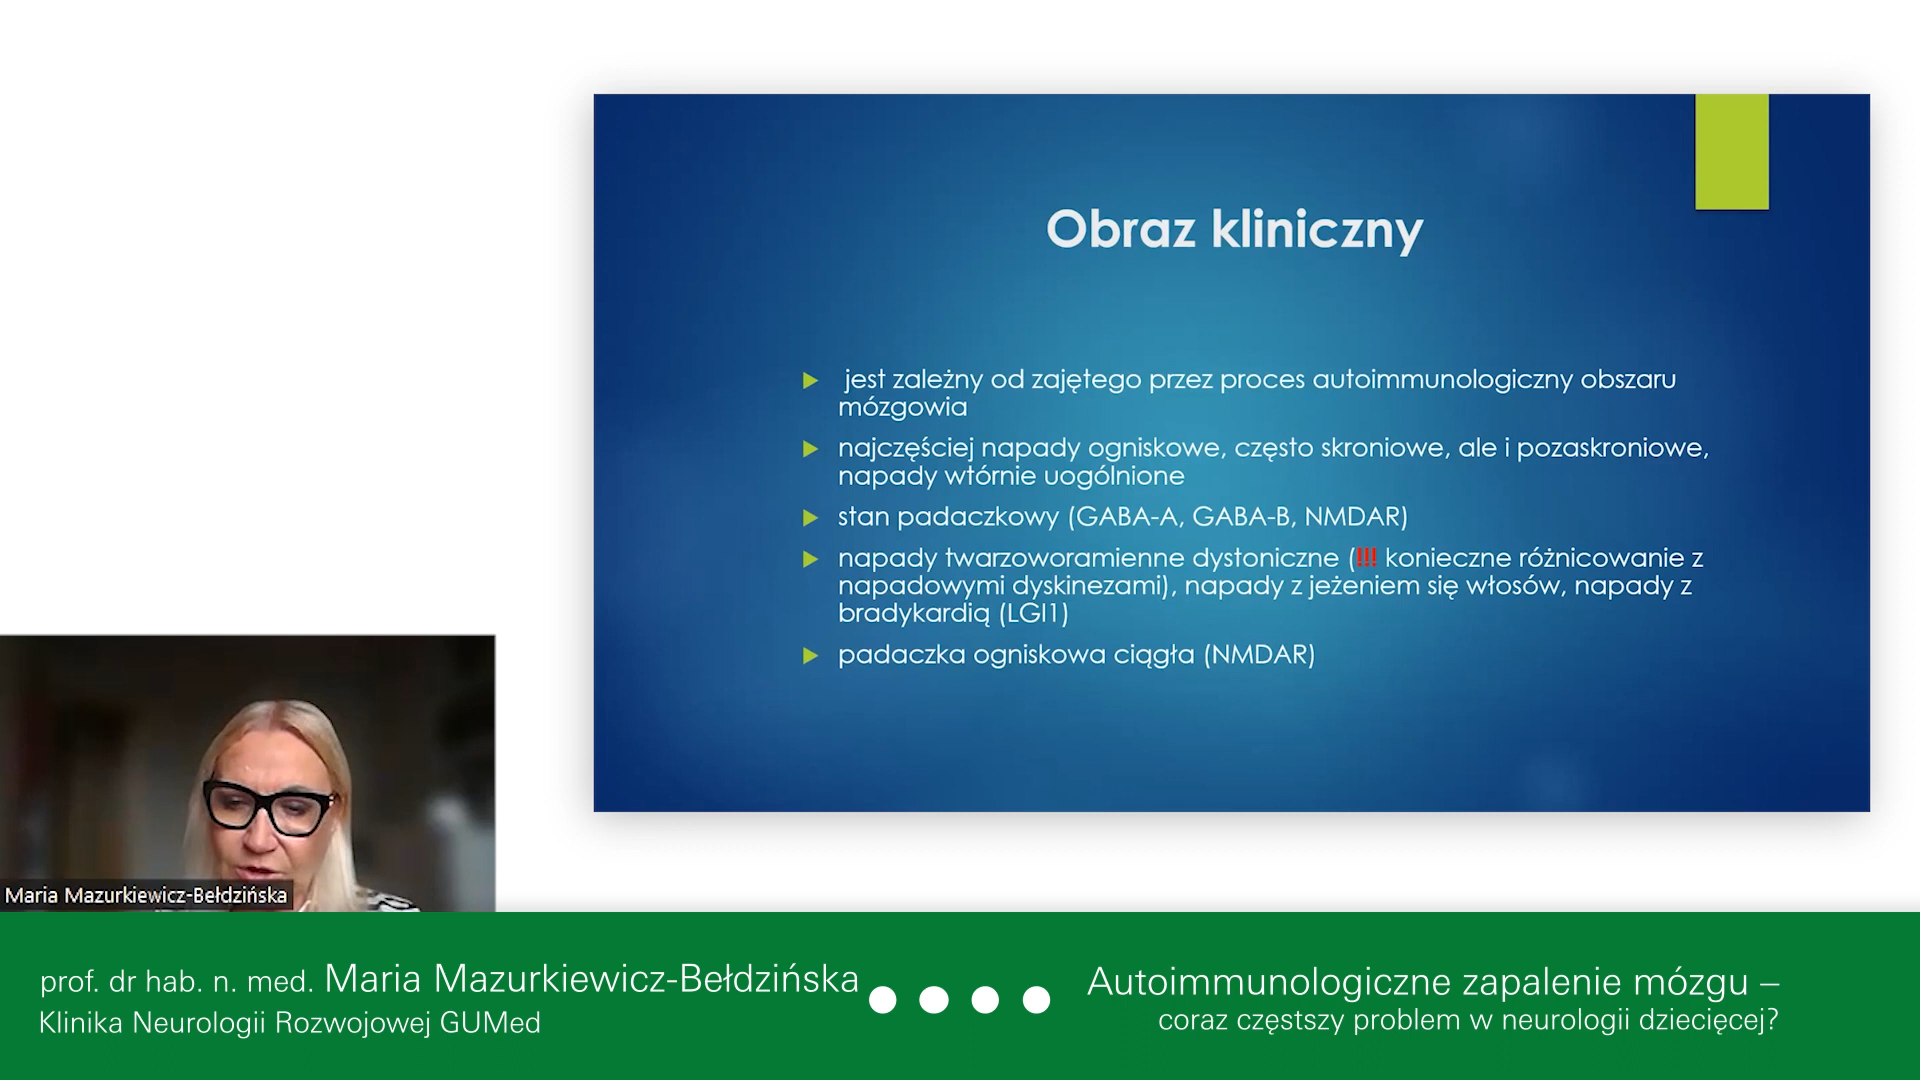 Obraz kliniczny
jest zależny od zajętego przez proces autoimmunologiczny obszaru
mózgowia
najczęściej napady ogniskowe, często skroniowe, ale i pozaskroniowe,
napady wtórnie uogólnione
stan padaczkowy (GABA-A, GABA-B, NMDAR)
napady twarzoworamienne dystoniczne (!!! konieczne różnicowanie z
napadowymi dyskinezami), napady z jeżeniem się włosów, napady z
bradykardią (LGI1)
padaczka ogniskowa ciągła (NMDAR)
Maria Mazurkiewicz-Bełdzińska
prof. dr hab. n. med. Maria Mazurkiewicz-Bełdzińska
Klinika Neurologii Rozwojowej GUMed
Autoimmunologiczne zapalenie mózgu –
coraz częstszy problem w neurologii dziecięcej?